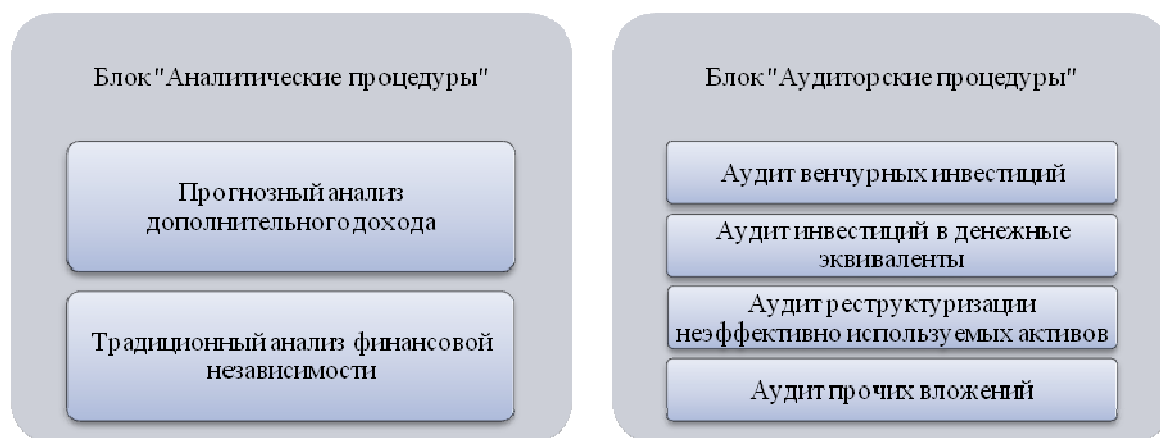 Блок "Аналитические процедуры"
Прогнозный анализ
дополнительного дохода
Традиционный анализ финансовой
независимости
Блок "Аудиторские процедуры"
Аудит венчурных инвестиций
Аудит инвестиций в денежные
эквиваленты
Аудит реструктуризации
неэффективно используемых активов
Аудит прочих вложений